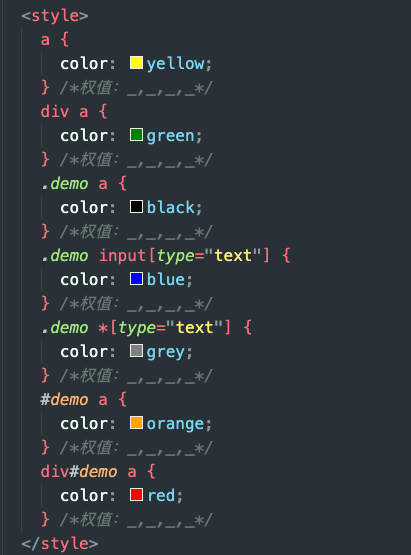 <style>
a {
color: yellow;
} /*权值: _,_,_,_*/
div a {
color: green;
} /*权值: _,_,_,_*/
.demo a {
color: black;
} /*权值: _,_,_,_*/
.demo input[type="text"] {
color: blue;
} /*权值: _,_,_,_*/
.demo *[type="text"] {
color: grey;
} /*权值: _,_,_,_*/
#demo a {
color: orange;
} /*权值: _,_,_,_*/
div#demo a {
color: red;
} /*权值: _,_,_,_*/
</style>